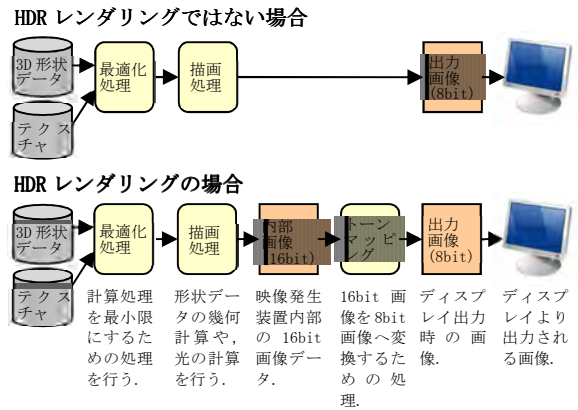 HDR レンダリングではない場合
3D 形状
データ
テクス
チャ
最適化
処理
描画
処理
出力
画像
(8bit)
HDR レンダリングの場合
3D 形状
データ
テクス
チャ
最適化
処理
描画
処理
内部
画像
(16bit)
トーン
マッピ
ング
出力
画像
(8bit)
計算処理
を最小限
にするた
めの処理
を行う.
形状デー
タの幾何
計算や,
光の計算
を行う.
映像発生
装置内部
の 16bit
画像デー
タ.
16bit 画
像を8bit
画像へ変
換するた
めの処
理.
ディスプ
レイ出力
時の画
像.
ディスプ
レイより
出力され
る画像.